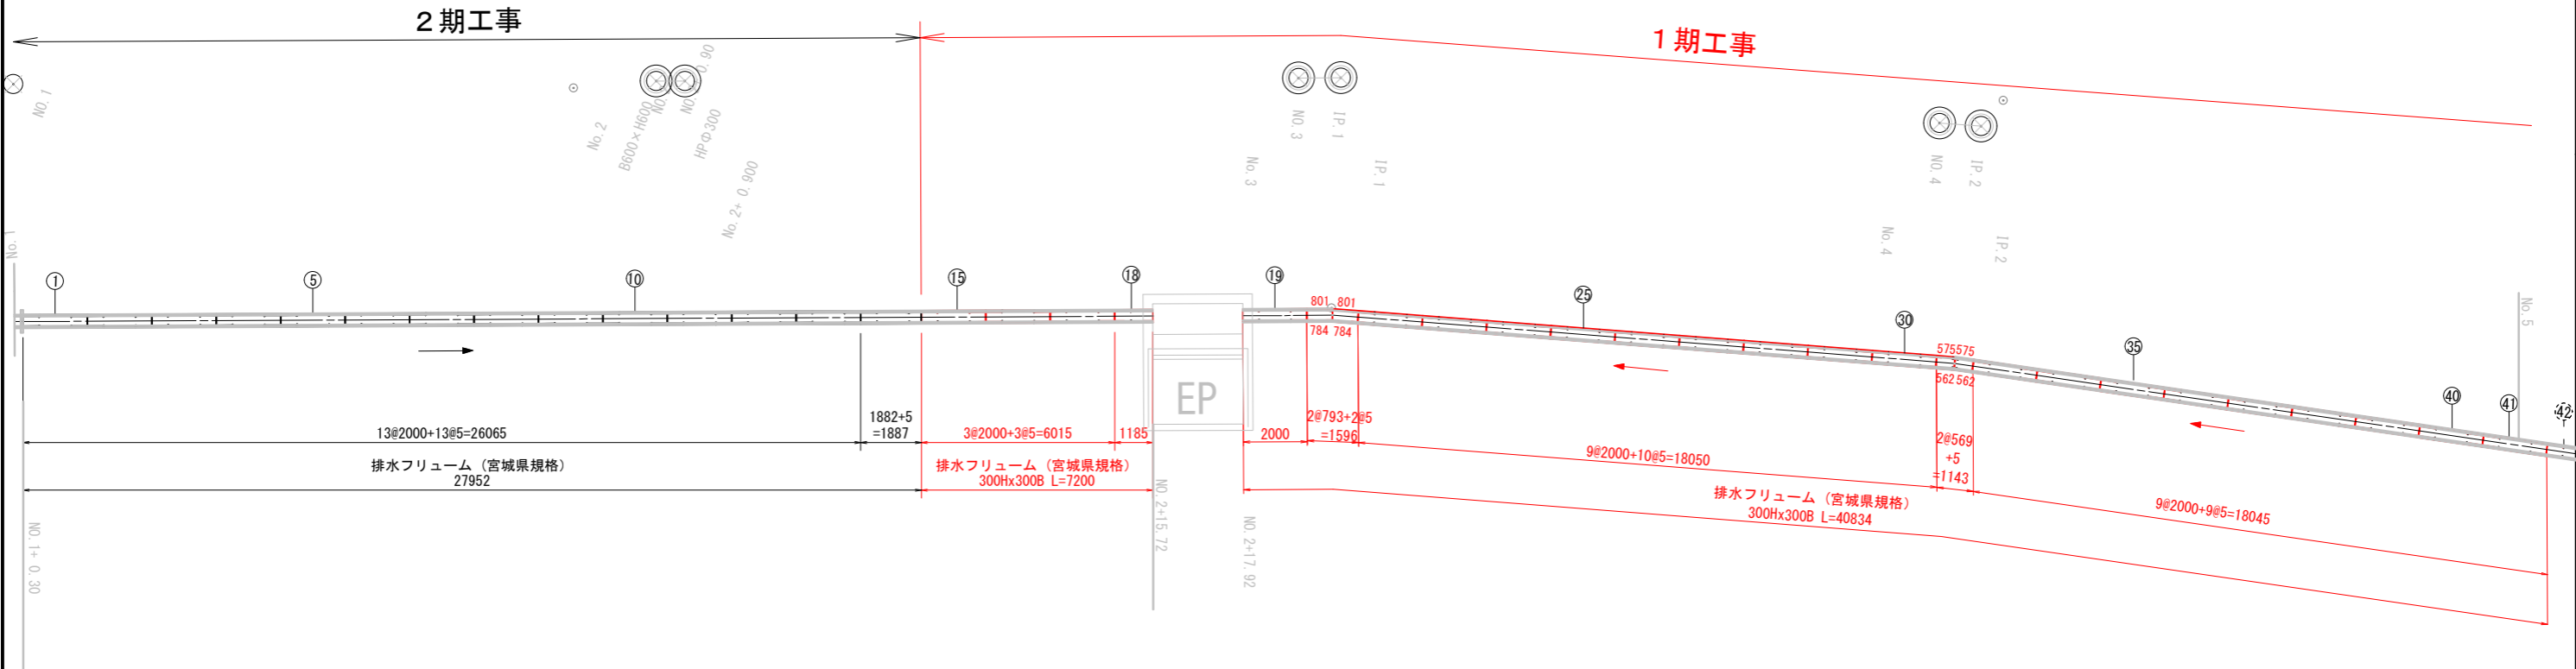 2期工事
1期工事
NO.1
No.2
B600×H600
HPΦ300
No.2+ 0.900
No.3
NO.3
IP.1
IP.1
NO.4
IP.2
No.4
IP.2
No.1
No.5
①
⑤
⑩
⑮
⑱
⑲
㉕
㉚
㉟
㊵
㊶
㊷
801 801
784 784
575575
562 562
EP
13@2000+13@5=26065
1882+5
=1887
3@2000+3@5=6015
1185
2000
2@793+2@5
=1596
9@2000+10@5=18050
2@569
+5
=1143
9@2000+9@5=18045
排水フリューム（宮城県規格）
27952
排水フリューム（宮城県規格）
300Hx300B L=7200
排水フリューム（宮城県規格）
300Hx300B L=40834
NO.1+ 0.30
NO.2+15.72
NO.2+17.92